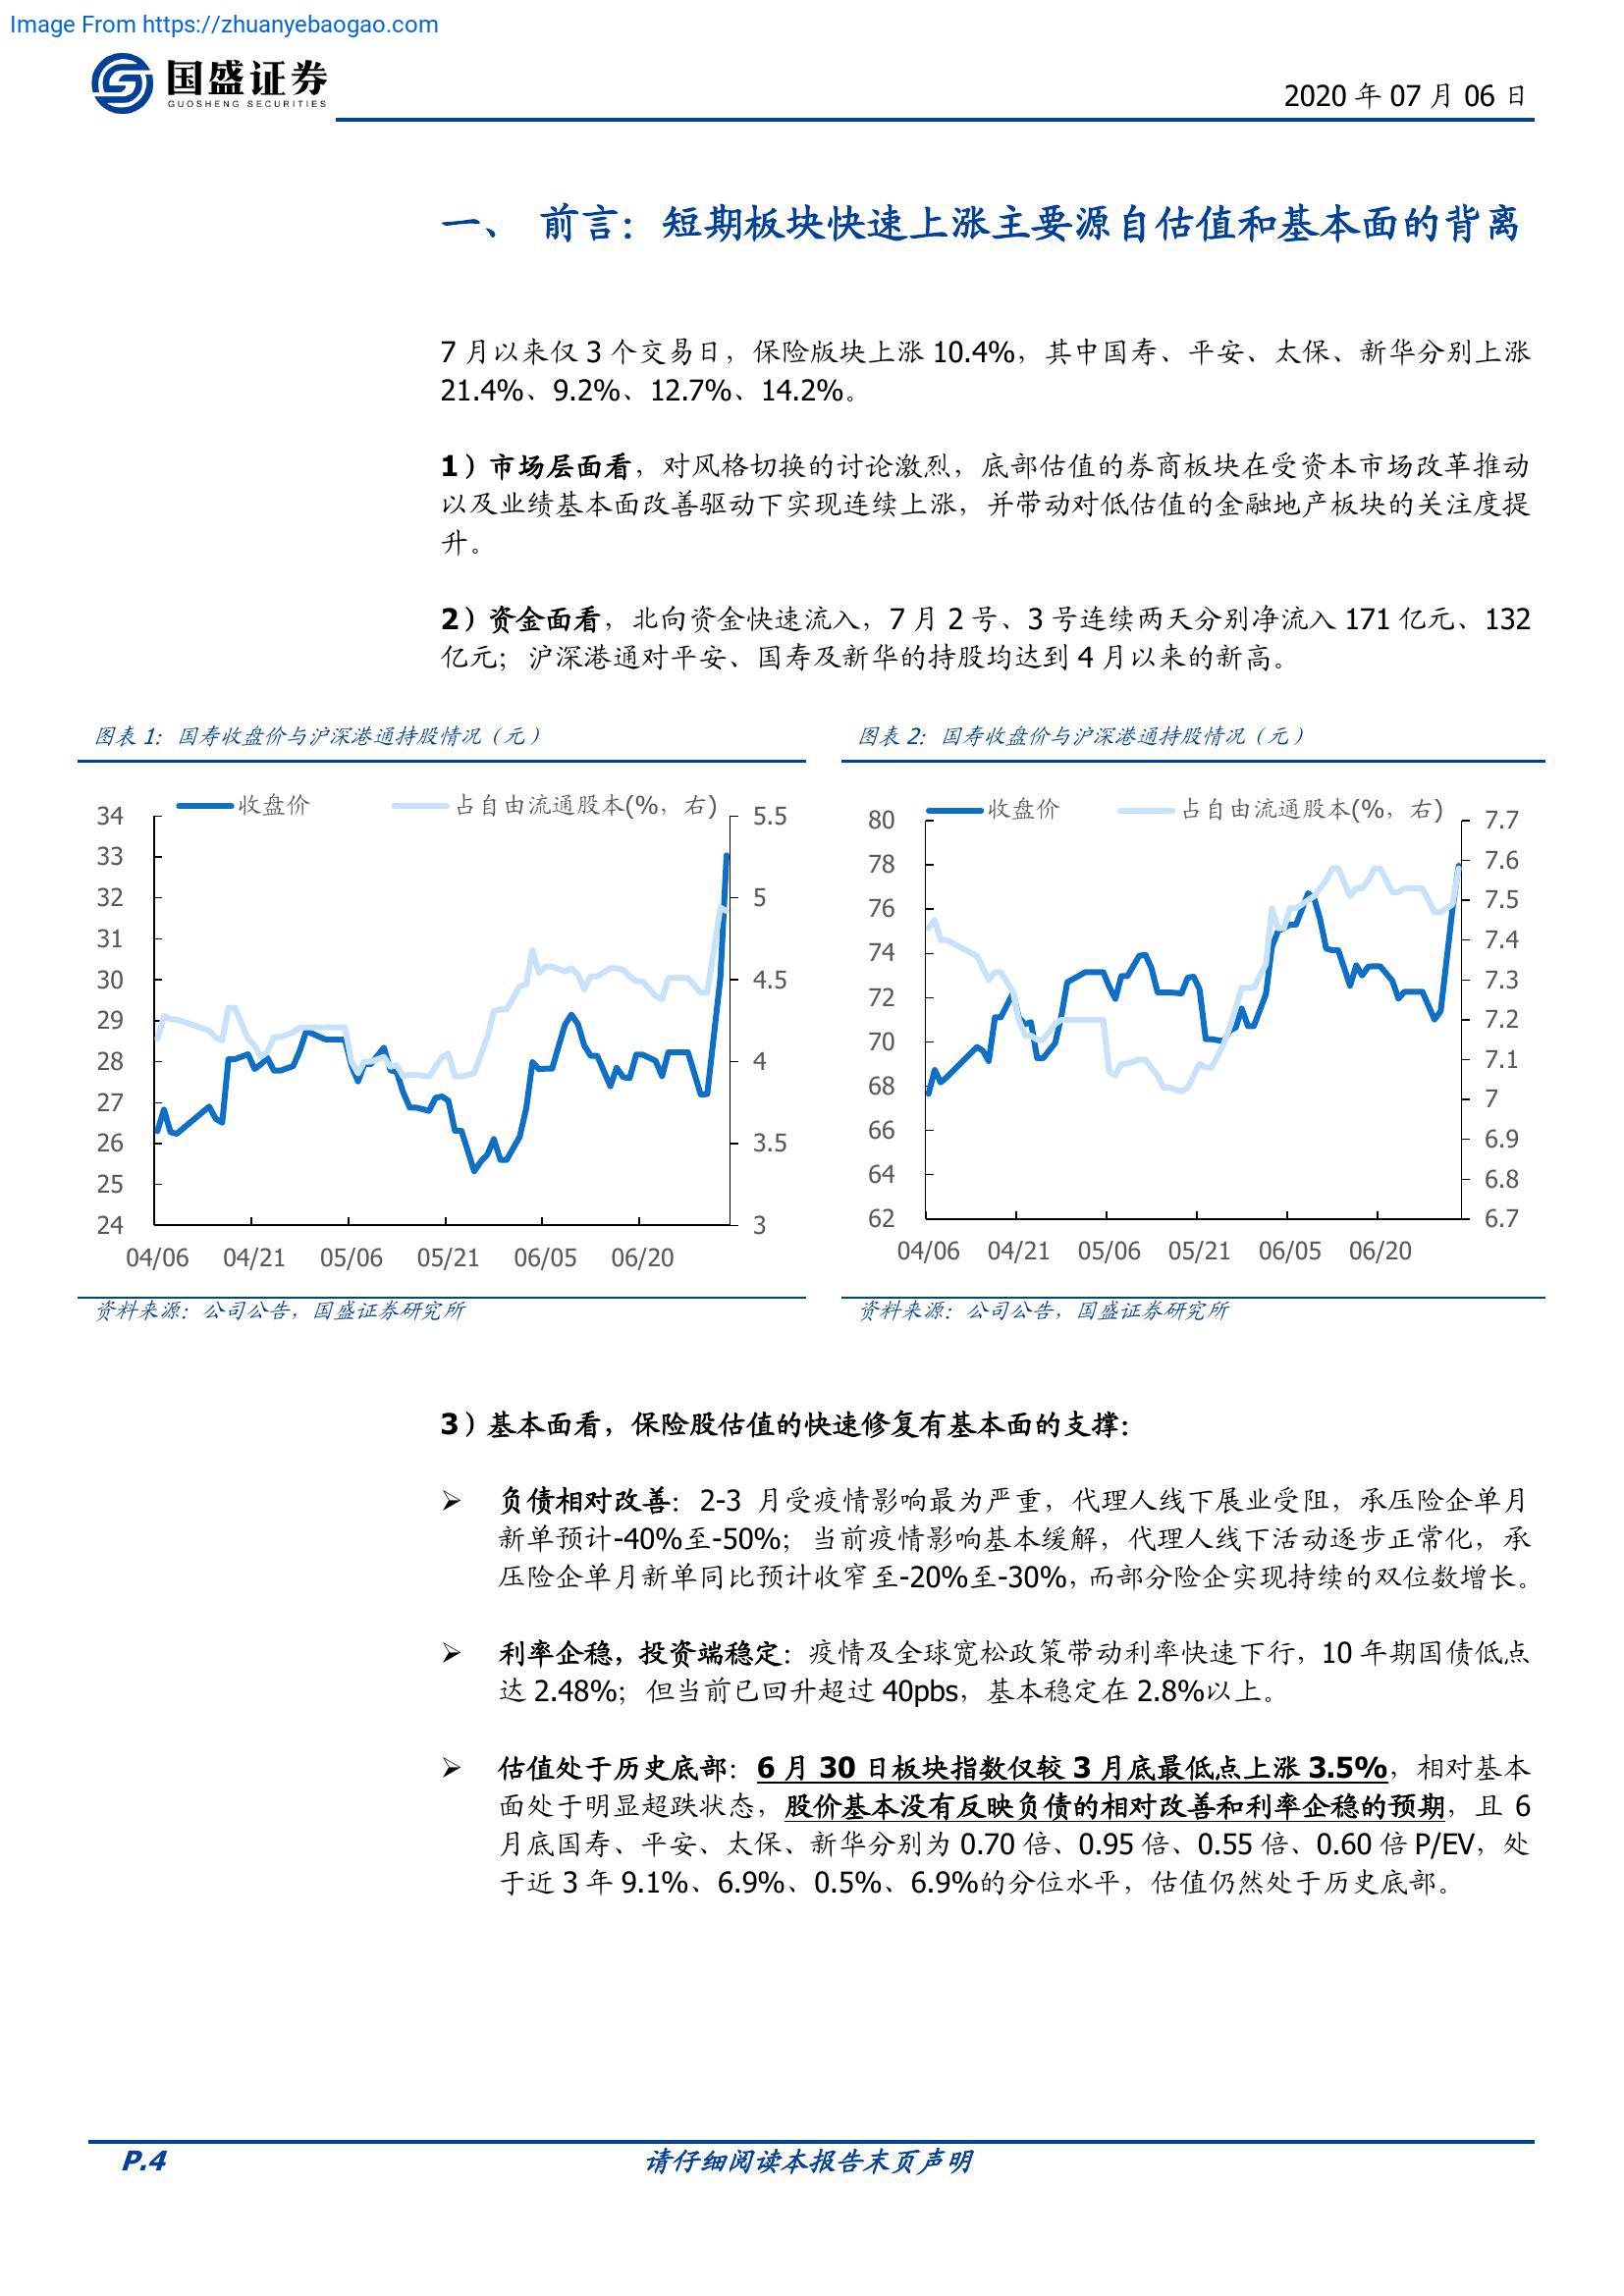 Image From https://zhuanyebaogao.com
国盛证券
GUOSHENG SECURITIES
2020 年 07 月 06 日
一、 前言：短期板块快速上涨主要源自估值和基本面的背离
7 月以来仅 3 个交易日，保险版块上涨 10.4%，其中国寿、平安、太保、新华分别上涨
21.4%、9.2%、12.7%、14.2%。
1）市场层面看，对风格切换的讨论激烈，底部估值的券商板块在受资本市场改革推动
以及业绩基本面改善驱动下实现连续上涨，并带动对低估值的金融地产板块的关注度提
升。
2）资金面看，北向资金快速流入，7 月 2 号、3 号连续两天分别净流入 171 亿元、132
亿元；沪深港通对平安、国寿及新华的持股均达到 4 月以来的新高。
图表 1：国寿收盘价与沪深港通持股情况（元）
收盘价 占自由流通股本(%，右)
34
33
32
31
30
29
28
27
26
25
24
5.5
5
4.5
4
3.5
3
04/06 04/21 05/06 05/21 06/05 06/20
资料来源：公司公告，国盛证券研究所
图表 2：国寿收盘价与沪深港通持股情况（元）
收盘价 占自由流通股本(%，右)
80
78
76
74
72
70
68
66
64
62
7.7
7.6
7.5
7.4
7.3
7.2
7.1
7
6.9
6.8
6.7
04/06 04/21 05/06 05/21 06/05 06/20
资料来源：公司公告，国盛证券研究所
3）基本面看，保险股估值的快速修复有基本面的支撑：
➢ 负债相对改善：2-3 月受疫情影响最为严重，代理人线下展业受阻，承压险企单月
新单预计-40%至-50%；当前疫情影响基本缓解，代理人线下活动逐步正常化，承
压险企单月新单同比预计收窄至-20%至-30%，而部分险企实现持续的双位数增长。
➢ 利率企稳，投资端稳定：疫情及全球宽松政策带动利率快速下行，10 年期国债低点
达 2.48%；但当前已回升超过 40pbs，基本稳定在 2.8%以上。
➢ 估值处于历史底部：6 月 30 日板块指数仅较 3 月底最低点上涨 3.5%，相对基本
面处于明显超跌状态，股价基本没有反映负债的相对改善和利率企稳的预期，且 6
月底国寿、平安、太保、新华分别为 0.70 倍、0.95 倍、0.55 倍、0.60 倍 P/EV，处
于近 3 年 9.1%、6.9%、0.5%、6.9%的分位水平，估值仍然处于历史底部。
P.4
请仔细阅读本报告末页声明